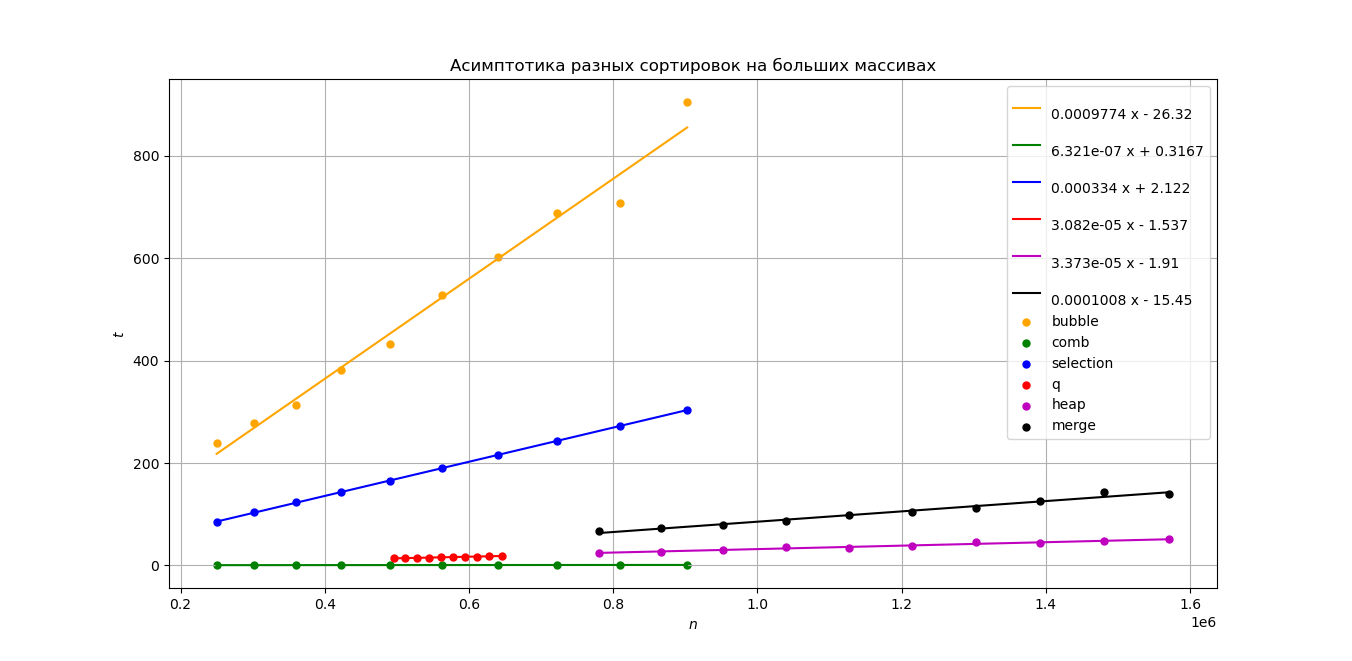 Асимптотика разных сортировок на больших массивах
t
800
600
400
200
0
0.2
0.4
0.6
0.8
1.0
1.2
1.4
1.6
1e6
n
0.0009774 x - 26.32
6.321e-07 x + 0.3167
0.000334 x + 2.122
3.082e-05 x - 1.537
3.373e-05 x - 1.91
0.0001008 x - 15.45
bubble
comb
selection
q
heap
merge